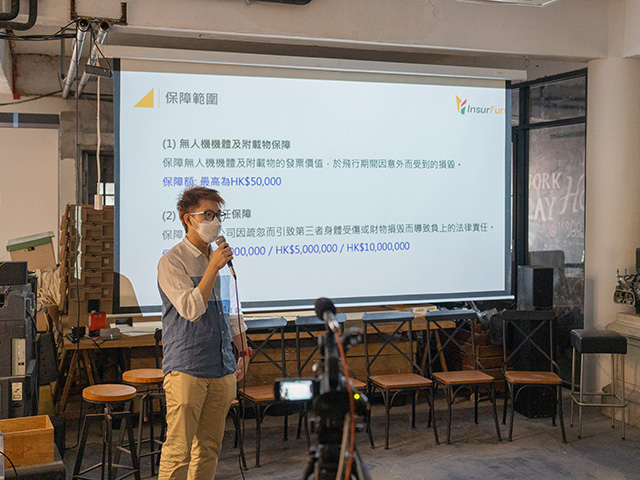 保障範圍
InsurFun
(1) 無人機機體及附載物保障
保障無人機機體及附載物的發票價值，於飛行期間因意外而受到的損毀。
保障額: 最高為HK$50,000
(2) 任保障
保障 公司因疏忽而引致第三者身體受傷或財物損毀而導致負上的法律責任。
000,000 / HK$5,000,000 / HK$10,000,000